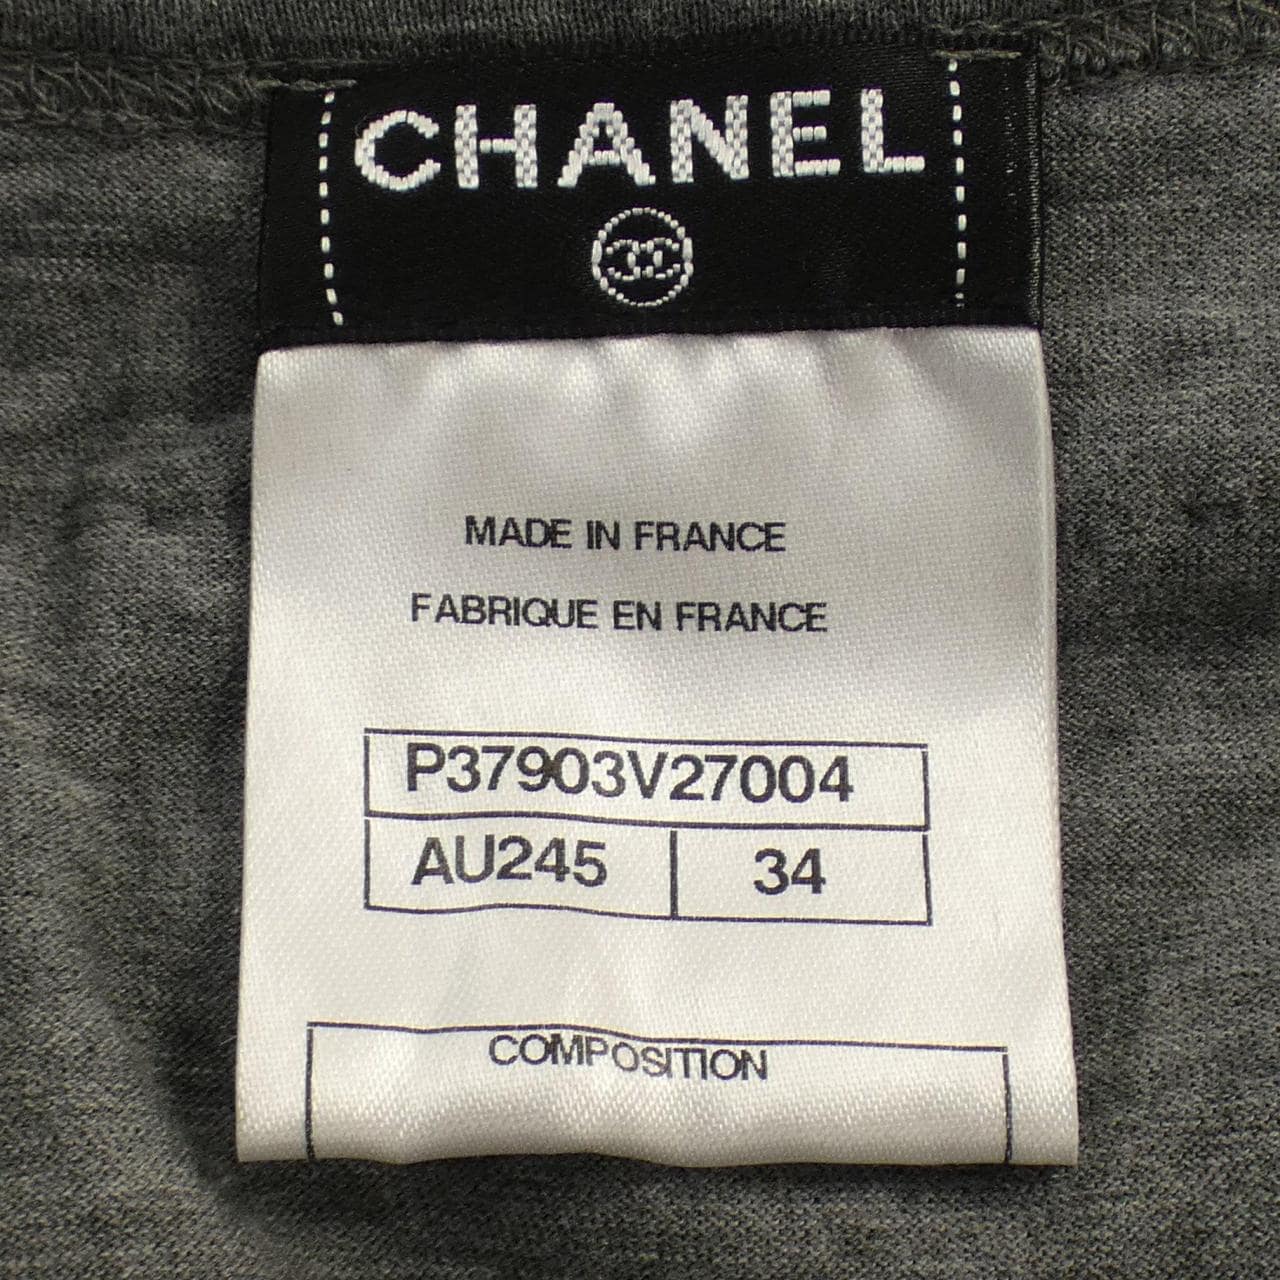 CHANEL
MADE IN FRANCE
FABRIQUE EN FRANCE
P37903V27004
AU245 34
COMPOSITION